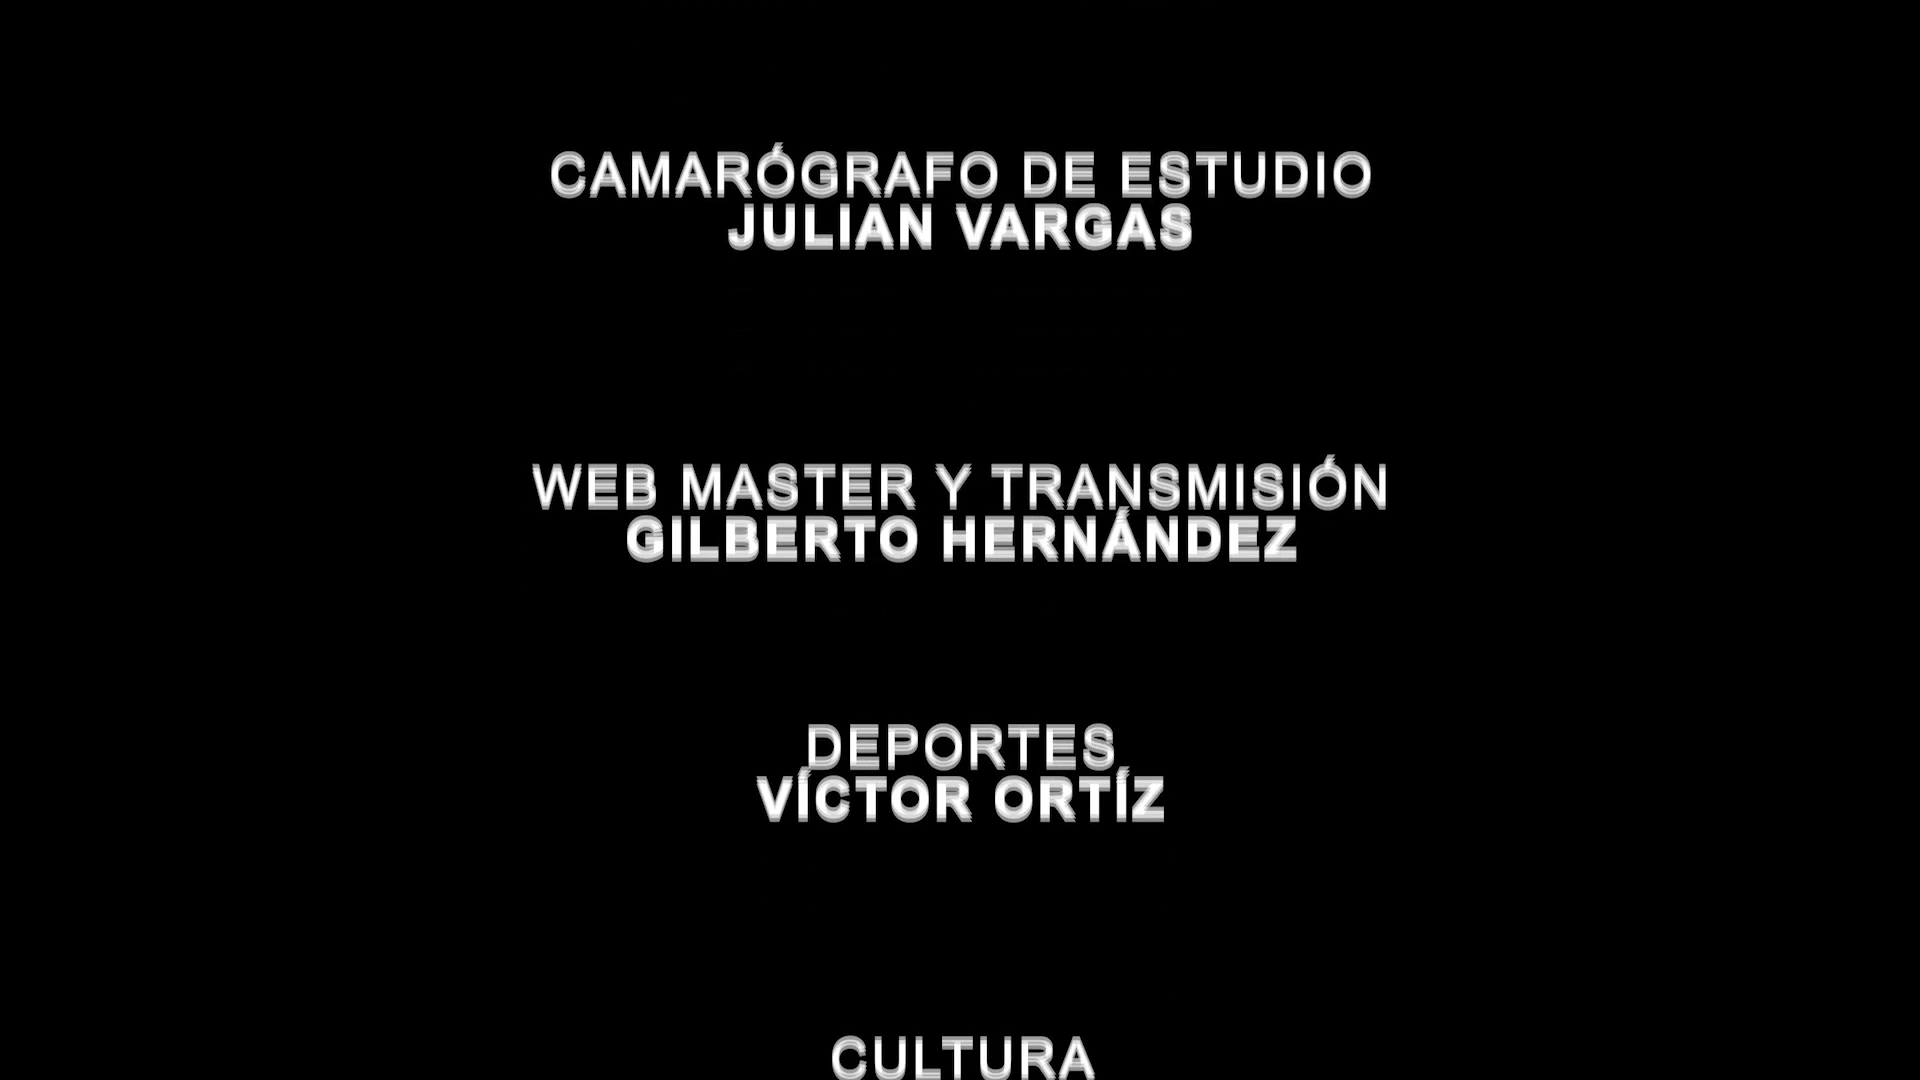 CAMARÓGRAFO DE ESTUDIO
JULIAN VARGAS
WEB MASTER Y TRANSMISIÓN
GILBERTO HERNÁNDEZ
DEPORTES
VÍCTOR ORTÍZ
CULTURA